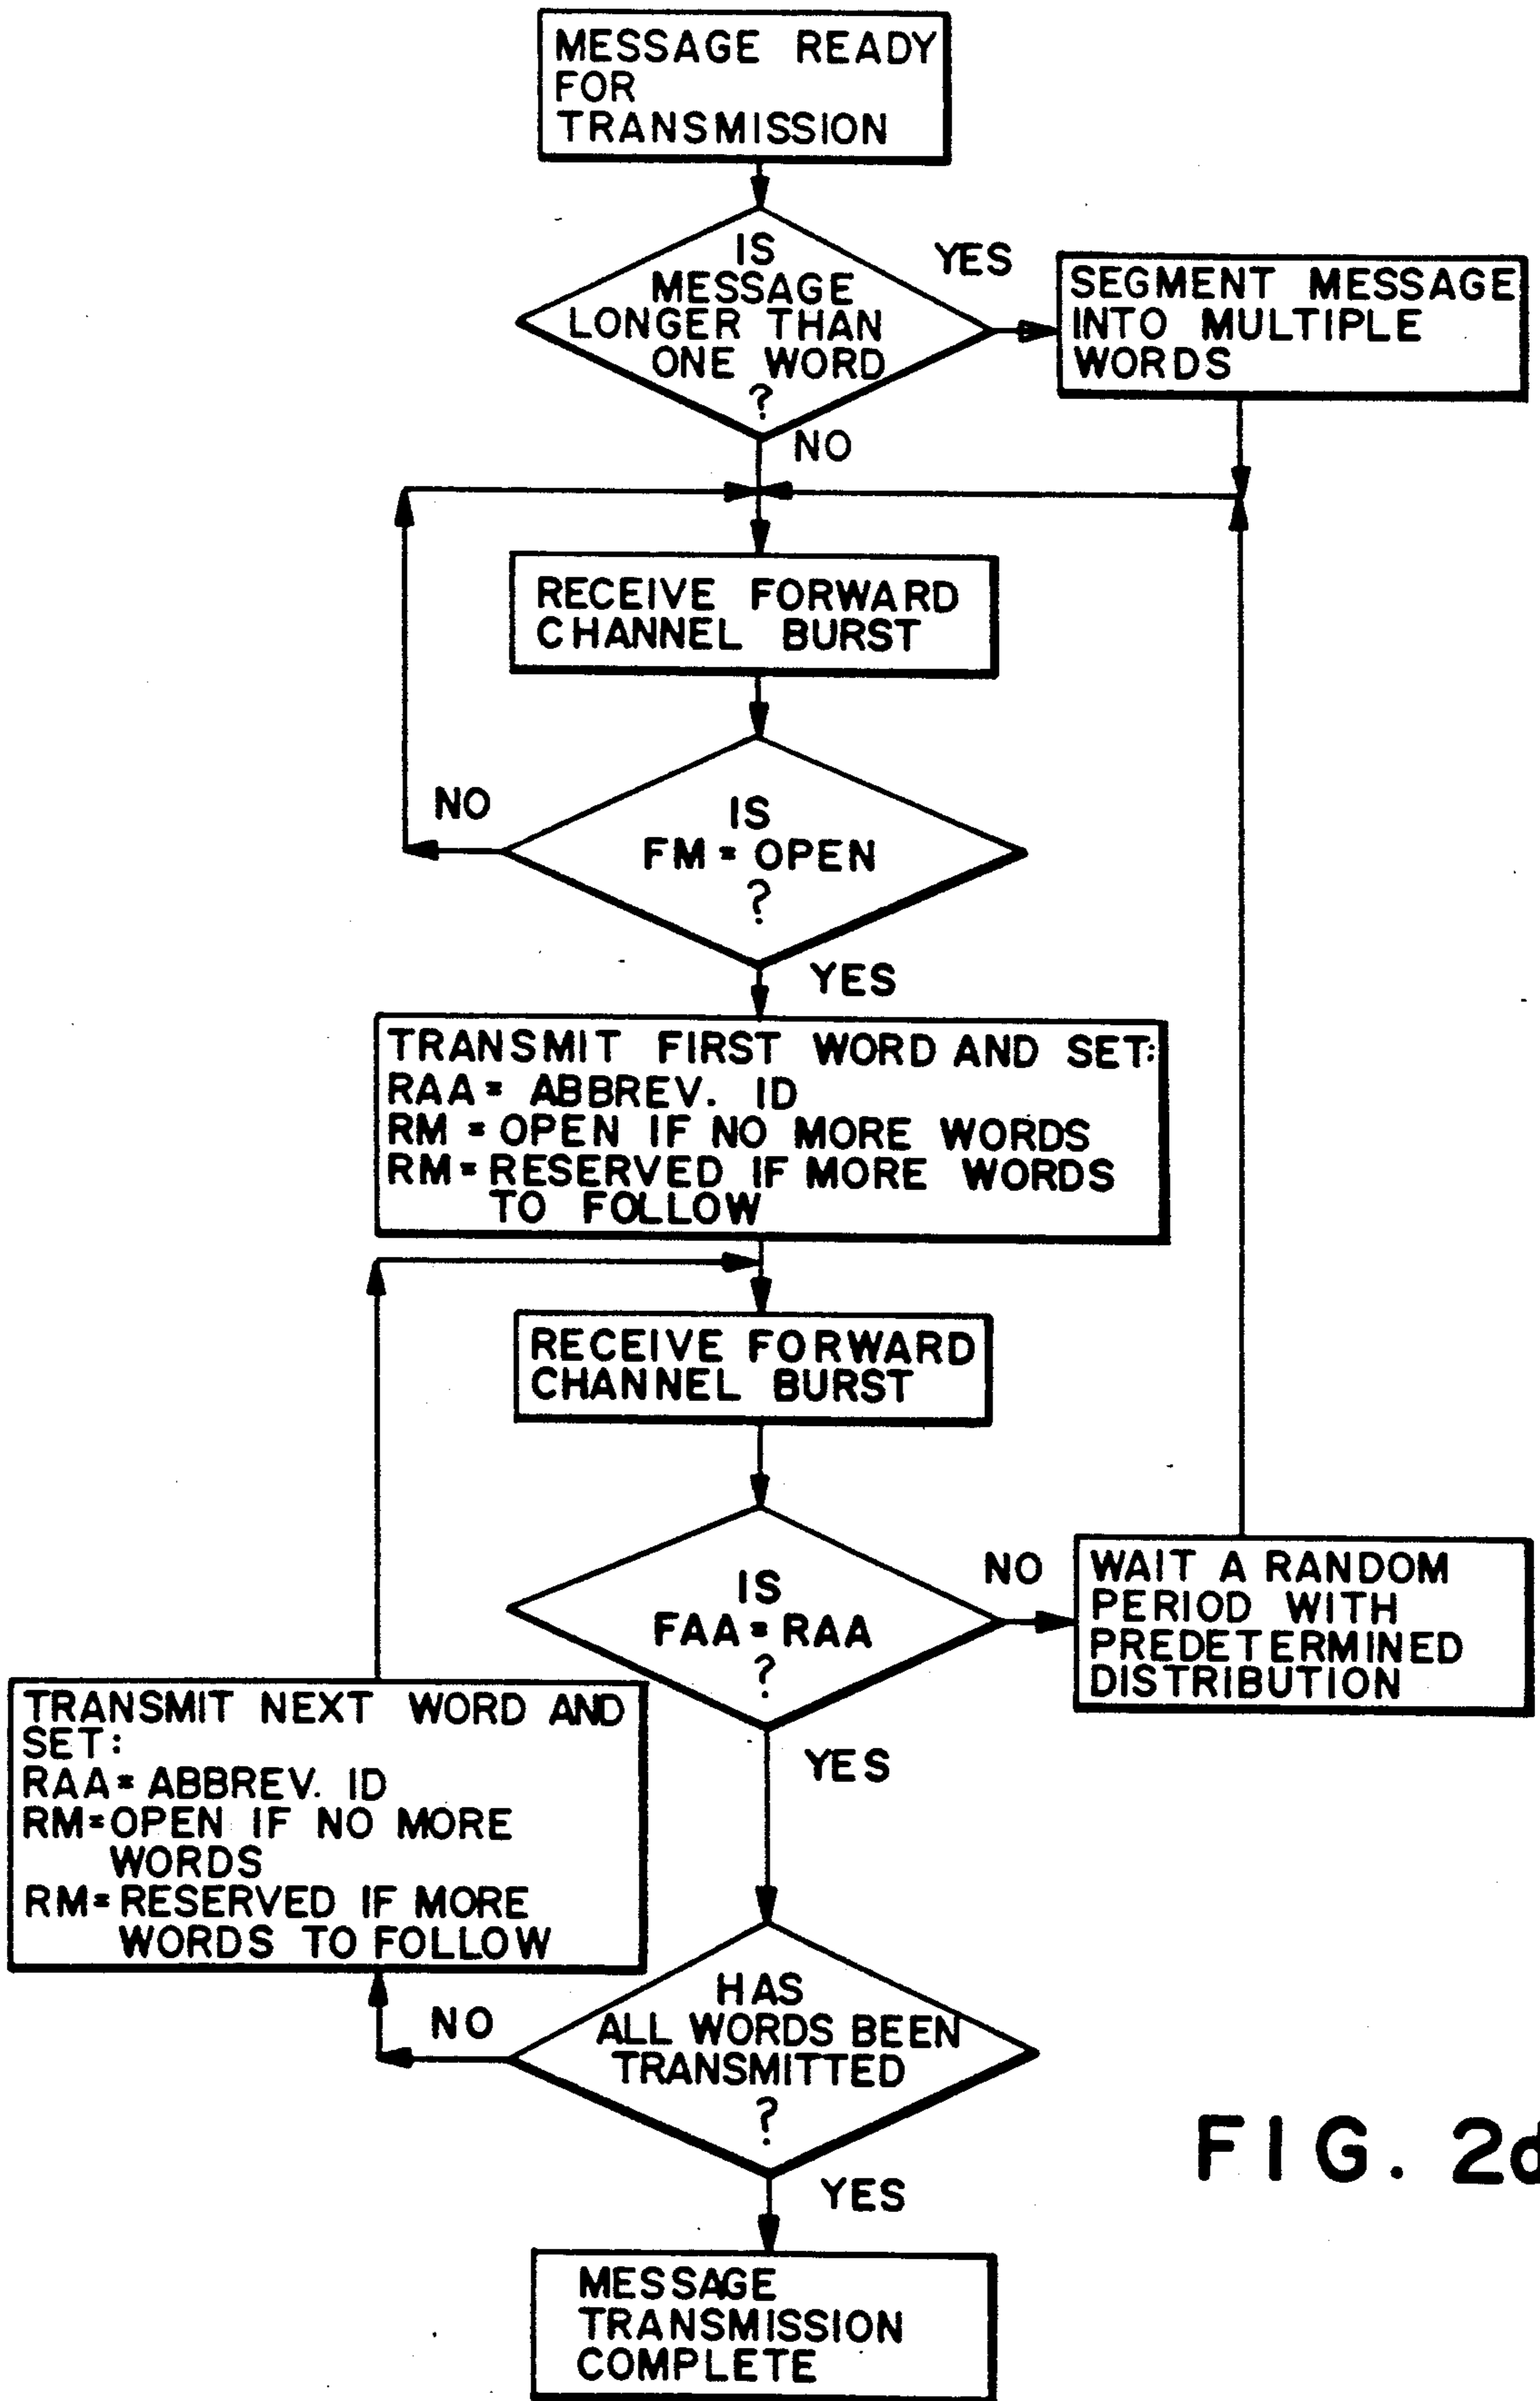 MESSAGE READY
FOR
TRANSMISSION
IS
MESSAGE
LONGER THAN
ONE WORD
?
YES
SEGMENT MESSAGE
INTO MULTIPLE
WORDS
NO
RECEIVE FORWARD
CHANNEL BURST
NO
IS
FM = OPEN
?
YES
TRANSMIT FIRST WORD AND SET:
RAA = ABBREV. ID
RM = OPEN IF NO MORE WORDS
RM = RESERVED IF MORE WORDS
TO FOLLOW
RECEIVE FORWARD
CHANNEL BURST
IS
FAA = RAA
?
NO
WAIT A RANDOM
PERIOD WITH
PREDETERMINED
DISTRIBUTION
YES
TRANSMIT NEXT WORD AND
SET:
RAA = ABBREV. ID
RM = OPEN IF NO MORE
WORDS
RM = RESERVED IF MORE
WORDS TO FOLLOW
NO
HAS
ALL WORDS BEEN
TRANSMITTED
?
YES
FIG. 2d
MESSAGE
TRANSMISSION
COMPLETE